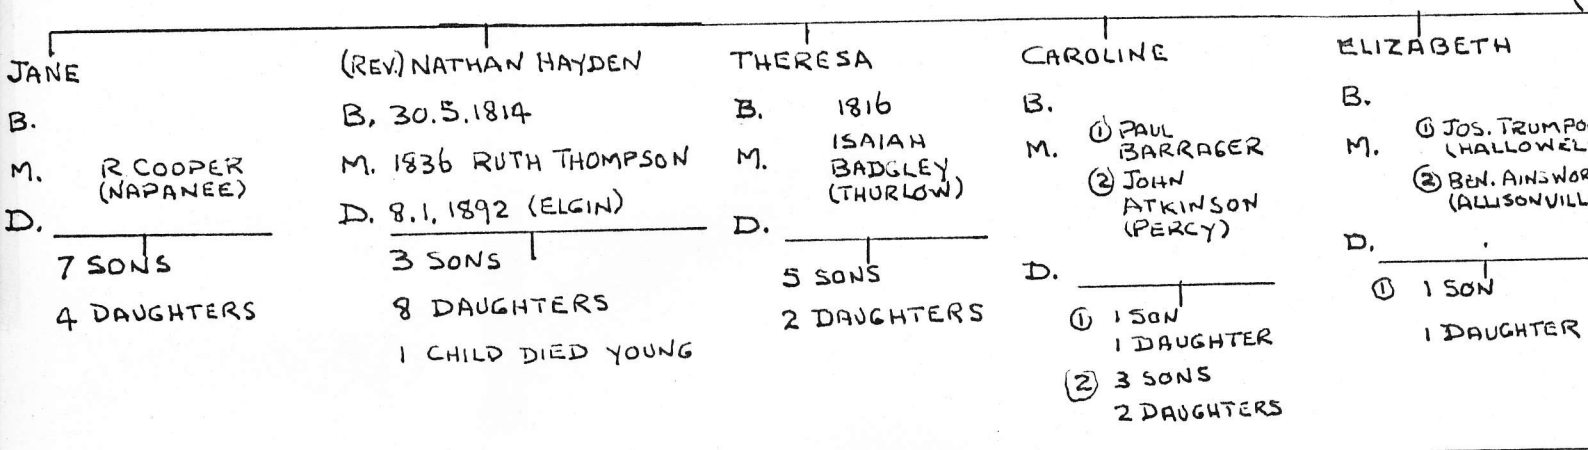 JANE
B.
M. R COOPER
(NAPANEE)
D.
7 SONS
4 DAUGHTERS
(REV.) NATHAN HAYDEN
B. 30.5.1814
M. 1836 RUTH THOMPSON
D. 8.1.1892 (ELGIN)
3 SONS
8 DAUGHTERS
1 CHILD DIED YOUNG
THERESA
B. 1816
M. ISAIAH
BADGLEY
(THURLOW)
D.
5 SONS
2 DAUGHTERS
CAROLINE
B.
M. ① PAUL
BARRAGER
② JOHN
ATKINSON
(PERCY)
D.
① 1 SON
1 DAUGHTER
② 3 SONS
2 DAUGHTERS
ELIZABETH
B.
M. ① JOS. TRUMPO
(HALLOWEL
② BEN. AINSWOR
(ALLISONVILL
D.
① 1 SON
1 DAUGHTER